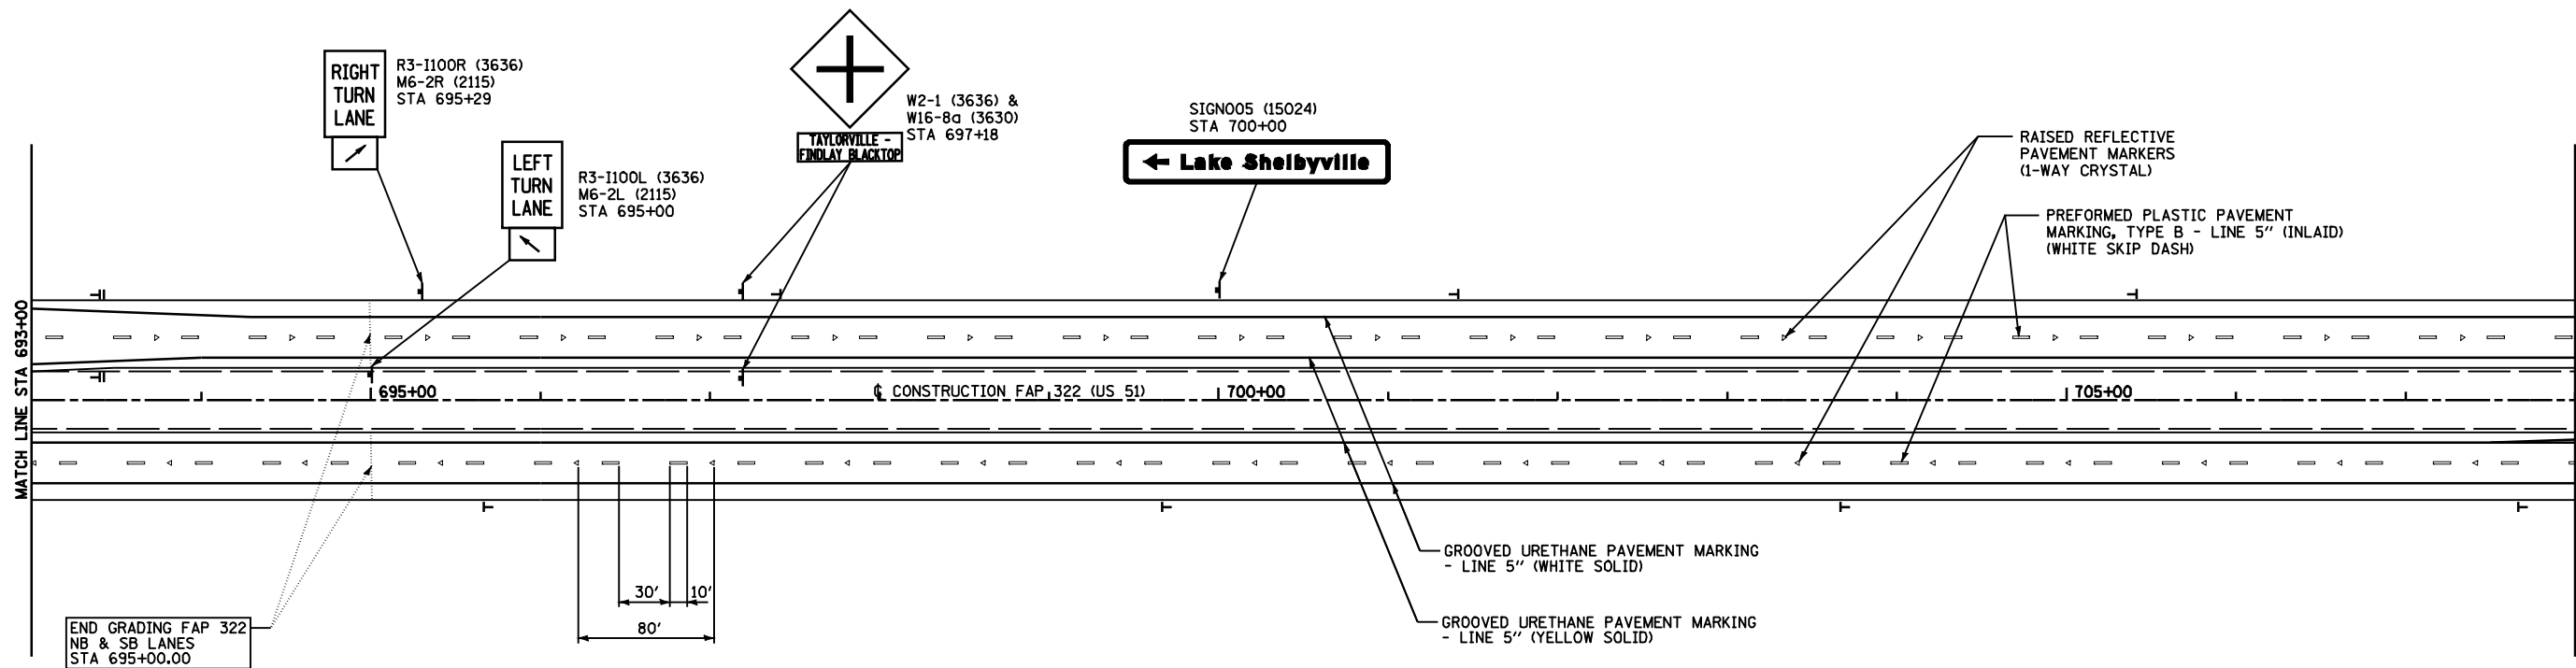 RIGHT
TURN
LANE
R3-I100R (3636)
M6-2R (2115)
STA 695+29
LEFT
TURN
LANE
R3-I100L (3636)
M6-2L (2115)
STA 695+00
W2-1 (3636) &
W16-8a (3630)
STA 697+18
TAYLORVILLE -
FINDLAY BLACKTOP
SIGN005 (15024)
STA 700+00
Lake Shelbyville
RAISED REFLECTIVE
PAVEMENT MARKERS
(1-WAY CRYSTAL)
PREFORMED PLASTIC PAVEMENT
MARKING, TYPE B - LINE 5" (INLAID)
(WHITE SKIP DASH)
MATCH LINE STA 693+00
695+00
℄ CONSTRUCTION FAP 322 (US 51)
700+00
705+00
GROOVED URETHANE PAVEMENT MARKING
- LINE 5" (WHITE SOLID)
GROOVED URETHANE PAVEMENT MARKING
- LINE 5" (YELLOW SOLID)
30'
10'
80'
END GRADING FAP 322
NB & SB LANES
STA 695+00.00